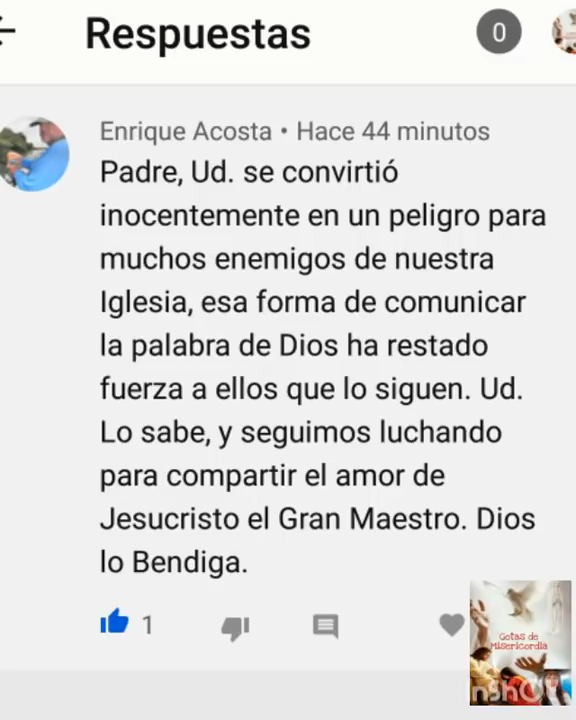 Respuestas
0
Enrique Acosta • Hace 44 minutos
Padre, Ud. se convirtió
inocentemente en un peligro para
muchos enemigos de nuestra
Iglesia, esa forma de comunicar
la palabra de Dios ha restado
fuerza a ellos que lo siguen. Ud.
Lo sabe, y seguimos luchando
para compartir el amor de
Jesucristo el Gran Maestro. Dios
lo Bendiga.
1
Gotas de
Misericordia